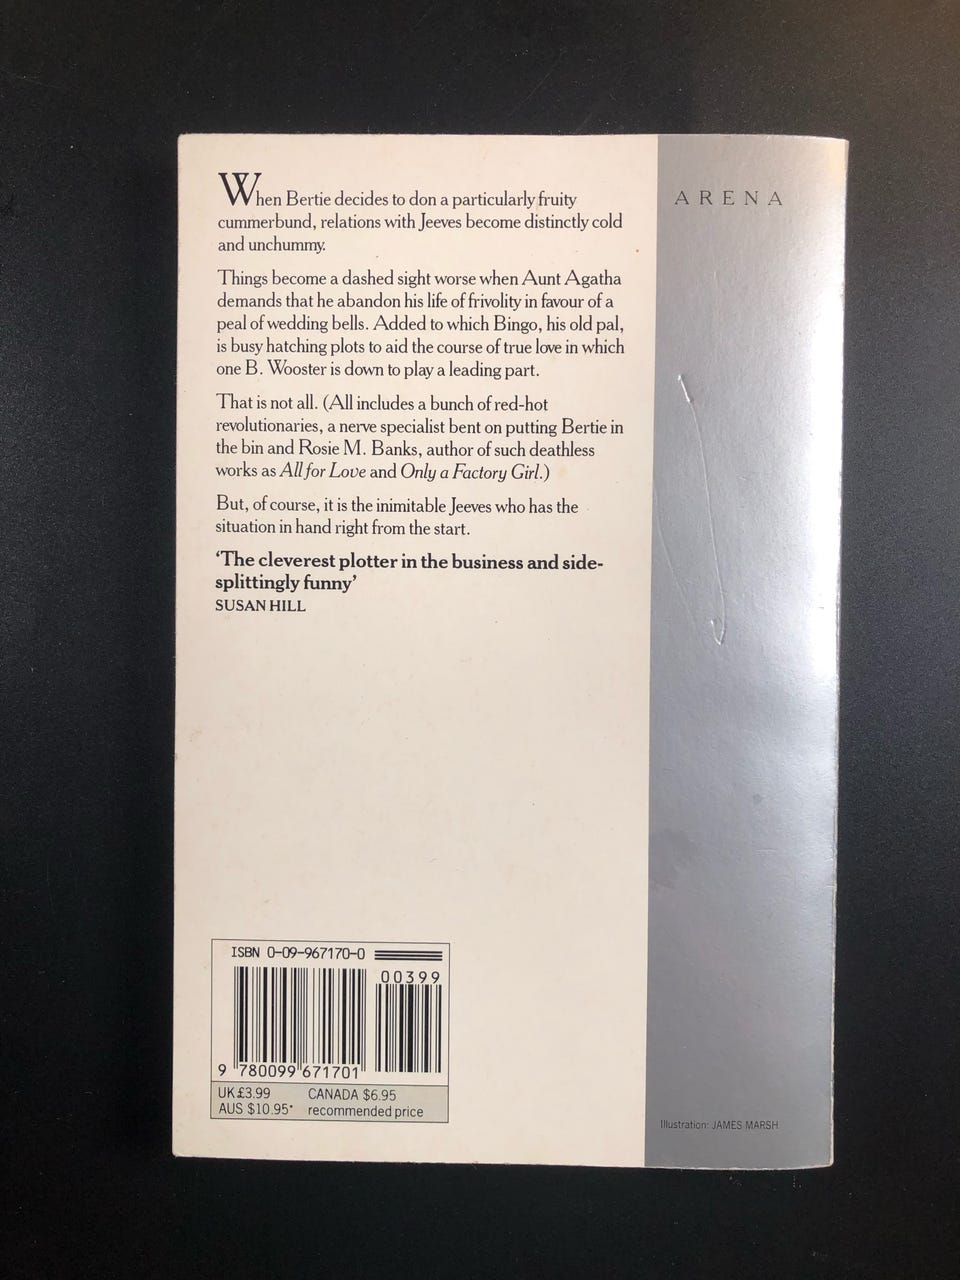 When Bertie decides to don a particularly fruity
cummerbund, relations with Jeeves become distinctly cold
and unchummy.
Things become a dashed sight worse when Aunt Agatha
demands that he abandon his life of frivolity in favour of a
peal of wedding bells. Added to which Bingo, his old pal,
is busy hatching plots to aid the course of true love in which
one B. Wooster is down to play a leading part.
That is not all. (All includes a bunch of red-hot
revolutionaries, a nerve specialist bent on putting Bertie in
the bin and Rosie M. Banks, author of such deathless
works as All for Love and Only a Factory Girl.)
But, of course, it is the inimitable Jeeves who has the
situation in hand right from the start.
‘The cleverest plotter in the business and side-
splittingly funny’
SUSAN HILL
ARENA
ISBN 0-09-967170-0
00399
9 780099 671701
UK £3.99 CANADA $6.95
AUS $10.95* recommended price
Illustration: JAMES MARSH